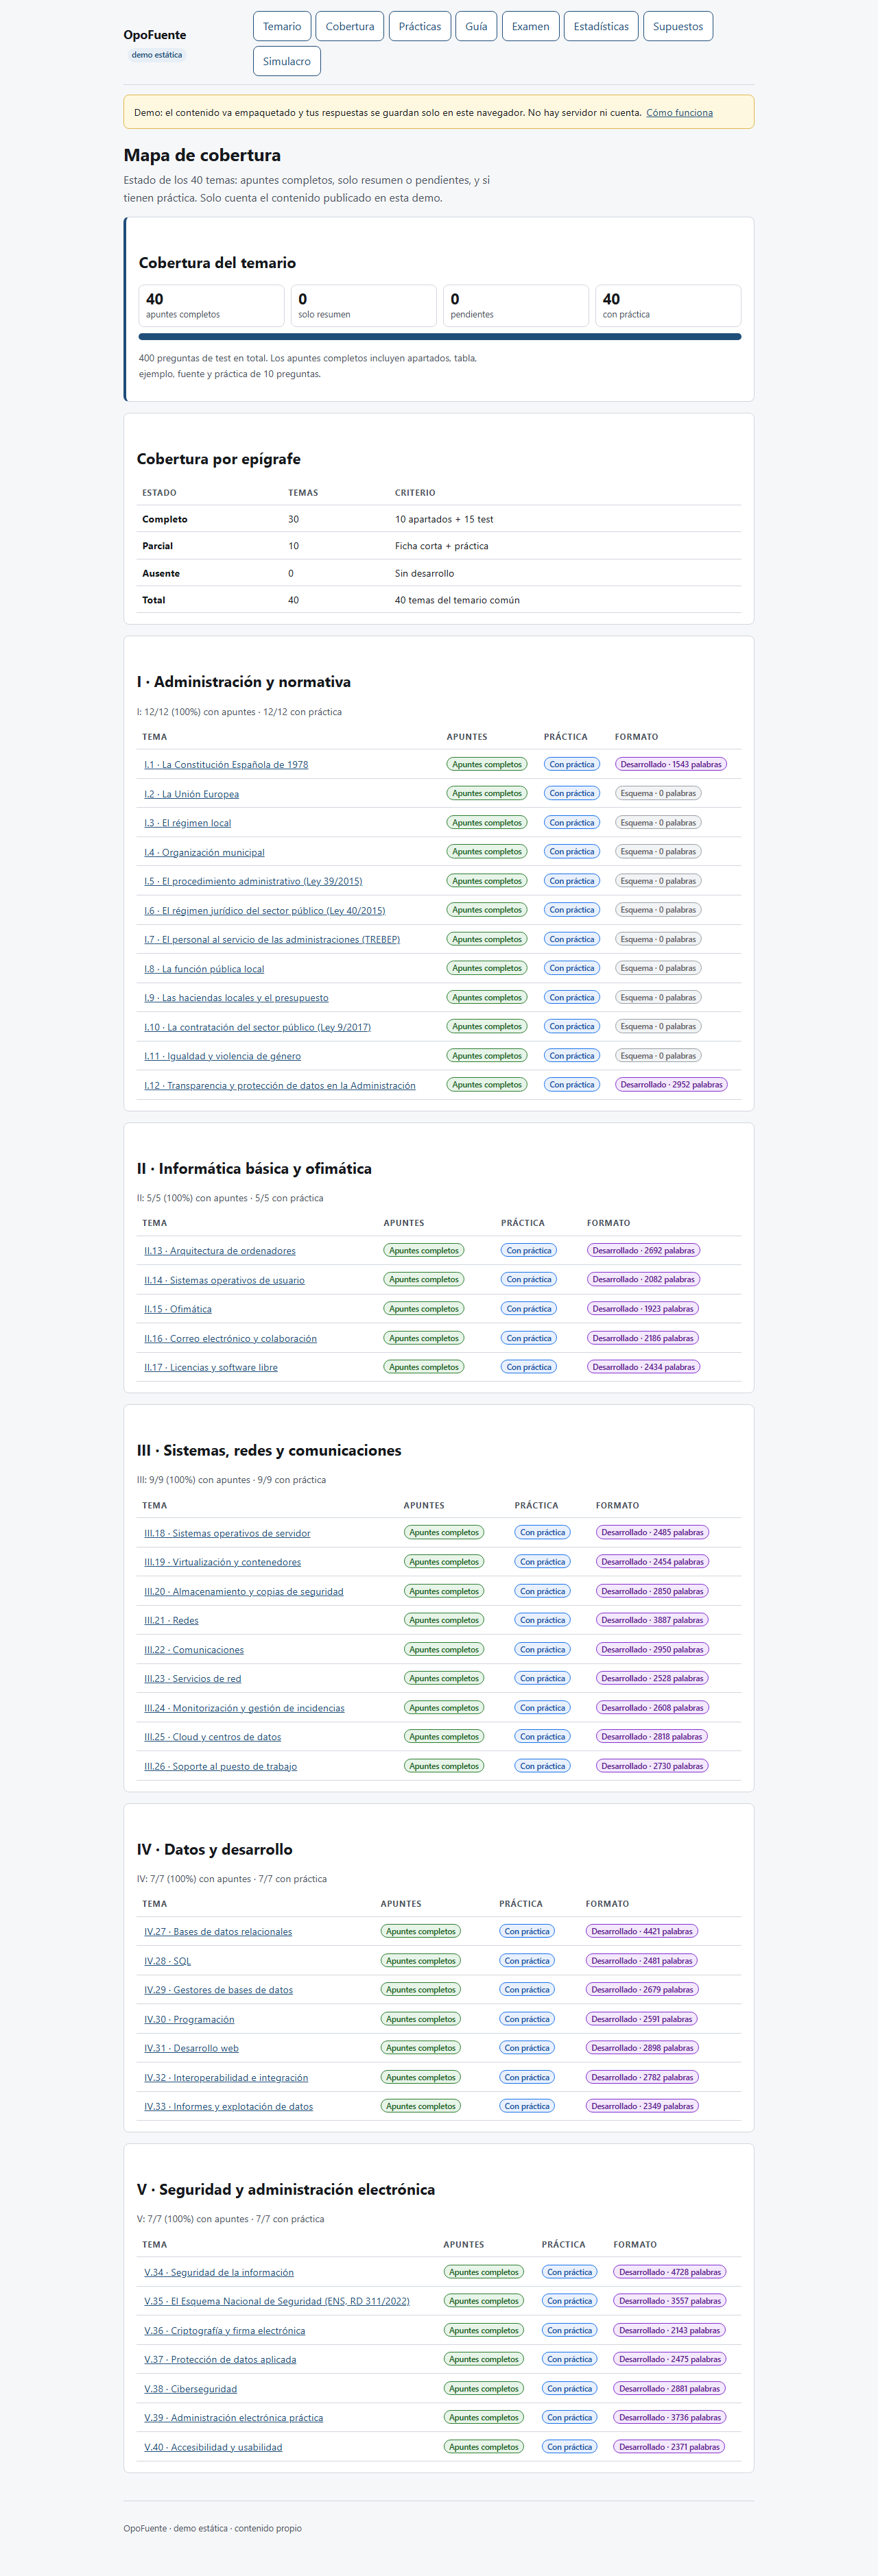 OpoFuente
demo estática
Temario
Cobertura
Prácticas
Guía
Examen
Estadísticas
Supuestos
Simulacro
Demo: el contenido va empaquetado y tus respuestas se guardan solo en este navegador. No hay servidor ni cuenta. Cómo funciona
Mapa de cobertura
Estado de los 40 temas: apuntes completos, solo resumen o pendientes, y si
tienen práctica. Solo cuenta el contenido publicado en esta demo.
Cobertura del temario
40 apuntes completos
0 solo resumen
0 pendientes
40 con práctica
400 preguntas de test en total. Los apuntes completos incluyen apartados, tabla,
ejemplo, fuente y práctica de 10 preguntas.
Cobertura por epígrafe
ESTADO TEMAS CRITERIO
Completo 30 10 apartados + 15 test
Parcial 10 Ficha corta + práctica
Ausente 0 Sin desarrollo
Total 40 40 temas del temario común
I · Administración y normativa
I: 12/12 (100%) con apuntes · 12/12 con práctica
TEMA APUNTES PRÁCTICA FORMATO
I.1 · La Constitución Española de 1978 Apuntes completos Con práctica Desarrollado · 1543 palabras
I.2 · La Unión Europea Apuntes completos Con práctica Esquema · 0 palabras
I.3 · El régimen local Apuntes completos Con práctica Esquema · 0 palabras
I.4 · Organización municipal Apuntes completos Con práctica Esquema · 0 palabras
I.5 · El procedimiento administrativo (Ley 39/2015) Apuntes completos Con práctica Esquema · 0 palabras
I.6 · El régimen jurídico del sector público (Ley 40/2015) Apuntes completos Con práctica Esquema · 0 palabras
I.7 · El personal al servicio de las administraciones (TREBEP) Apuntes completos Con práctica Esquema · 0 palabras
I.8 · La función pública local Apuntes completos Con práctica Esquema · 0 palabras
I.9 · Las haciendas locales y el presupuesto Apuntes completos Con práctica Esquema · 0 palabras
I.10 · La contratación del sector público (Ley 9/2017) Apuntes completos Con práctica Esquema · 0 palabras
I.11 · Igualdad y violencia de género Apuntes completos Con práctica Esquema · 0 palabras
I.12 · Transparencia y protección de datos en la Administración Apuntes completos Con práctica Desarrollado · 2952 palabras
II · Informática básica y ofimática
II: 5/5 (100%) con apuntes · 5/5 con práctica
TEMA APUNTES PRÁCTICA FORMATO
II.13 · Arquitectura de ordenadores Apuntes completos Con práctica Desarrollado · 2692 palabras
II.14 · Sistemas operativos de usuario Apuntes completos Con práctica Desarrollado · 2082 palabras
II.15 · Ofimática Apuntes completos Con práctica Desarrollado · 1923 palabras
II.16 · Correo electrónico y colaboración Apuntes completos Con práctica Desarrollado · 2186 palabras
II.17 · Licencias y software libre Apuntes completos Con práctica Desarrollado · 2434 palabras
III · Sistemas, redes y comunicaciones
III: 9/9 (100%) con apuntes · 9/9 con práctica
TEMA APUNTES PRÁCTICA FORMATO
III.18 · Sistemas operativos de servidor Apuntes completos Con práctica Desarrollado · 2485 palabras
III.19 · Virtualización y contenedores Apuntes completos Con práctica Desarrollado · 2454 palabras
III.20 · Almacenamiento y copias de seguridad Apuntes completos Con práctica Desarrollado · 2850 palabras
III.21 · Redes Apuntes completos Con práctica Desarrollado · 3887 palabras
III.22 · Comunicaciones Apuntes completos Con práctica Desarrollado · 2950 palabras
III.23 · Servicios de red Apuntes completos Con práctica Desarrollado · 2528 palabras
III.24 · Monitorización y gestión de incidencias Apuntes completos Con práctica Desarrollado · 2608 palabras
III.25 · Cloud y centros de datos Apuntes completos Con práctica Desarrollado · 2818 palabras
III.26 · Soporte al puesto de trabajo Apuntes completos Con práctica Desarrollado · 2730 palabras
IV · Datos y desarrollo
IV: 7/7 (100%) con apuntes · 7/7 con práctica
TEMA APUNTES PRÁCTICA FORMATO
IV.27 · Bases de datos relacionales Apuntes completos Con práctica Desarrollado · 4421 palabras
IV.28 · SQL Apuntes completos Con práctica Desarrollado · 2481 palabras
IV.29 · Gestores de bases de datos Apuntes completos Con práctica Desarrollado · 2679 palabras
IV.30 · Programación Apuntes completos Con práctica Desarrollado · 2591 palabras
IV.31 · Desarrollo web Apuntes completos Con práctica Desarrollado · 2898 palabras
IV.32 · Interoperabilidad e integración Apuntes completos Con práctica Desarrollado · 2782 palabras
IV.33 · Informes y explotación de datos Apuntes completos Con práctica Desarrollado · 2349 palabras
V · Seguridad y administración electrónica
V: 7/7 (100%) con apuntes · 7/7 con práctica
TEMA APUNTES PRÁCTICA FORMATO
V.34 · Seguridad de la información Apuntes completos Con práctica Desarrollado · 4728 palabras
V.35 · El Esquema Nacional de Seguridad (ENS, RD 311/2022) Apuntes completos Con práctica Desarrollado · 3557 palabras
V.36 · Criptografía y firma electrónica Apuntes completos Con práctica Desarrollado · 2143 palabras
V.37 · Protección de datos aplicada Apuntes completos Con práctica Desarrollado · 2475 palabras
V.38 · Ciberseguridad Apuntes completos Con práctica Desarrollado · 2881 palabras
V.39 · Administración electrónica práctica Apuntes completos Con práctica Desarrollado · 3736 palabras
V.40 · Accesibilidad y usabilidad Apuntes completos Con práctica Desarrollado · 2371 palabras
OpoFuente · demo estática · contenido propio